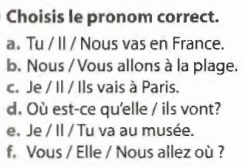 Choisis le pronom correct.
a. Tu / Il / Nous vas en France.
b. Nous / Vous allons à la plage.
c. Je / Il / Ils vais à Paris.
d. Où est-ce qu'elle / ils vont?
e. Je / Il / Tu va au musée.
f. Vous / Elle / Nous allez où ?